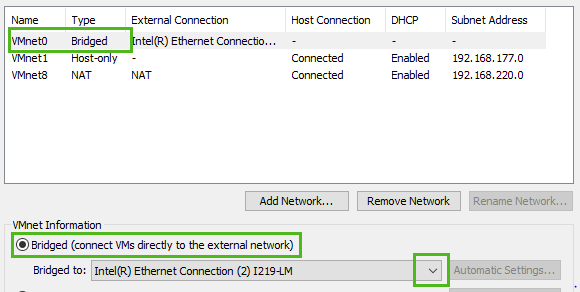 Name Type External Connection Host Connection DHCP Subnet Address
VMnet0 Bridged Intel(R) Ethernet Connectio... - - -
VMnet1 Host-only - Connected Enabled 192.168.177.0
VMnet8 NAT NAT Connected Enabled 192.168.220.0
Add Network... Remove Network Rename Network...
VMnet Information
Bridged (connect VMs directly to the external network)
Bridged to: Intel(R) Ethernet Connection (2) I219-LM Automatic Settings...